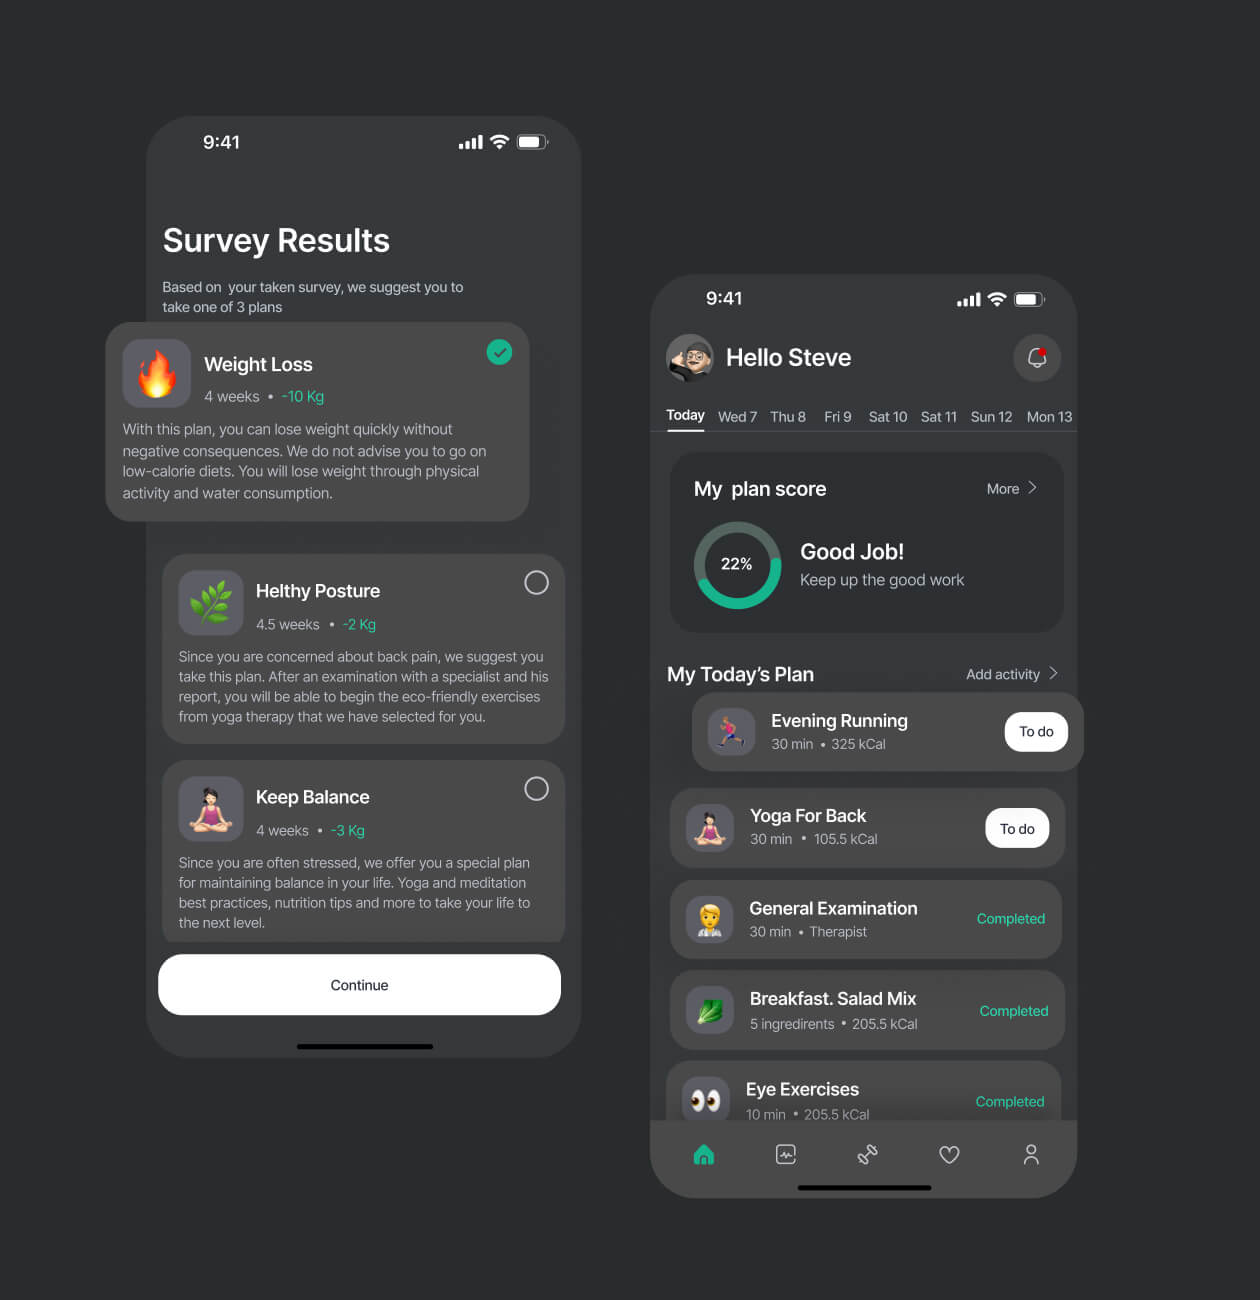 9:41
Survey Results
Based on your taken survey, we suggest you to
take one of 3 plans
Weight Loss
4 weeks • -10 Kg
With this plan, you can lose weight quickly without
negative consequences. We do not advise you to go on
low-calorie diets. You will lose weight through physical
activity and water consumption.
Helthy Posture
4.5 weeks • -2 Kg
Since you are concerned about back pain, we suggest you
take this plan. After an examination with a specialist and his
report, you will be able to begin the eco-friendly exercises
from yoga therapy that we have selected for you.
Keep Balance
4 weeks • -3 Kg
Since you are often stressed, we offer you a special plan
for maintaining balance in your life. Yoga and meditation
best practices, nutrition tips and more to take your life to
the next level.
Continue
9:41
Hello Steve
Today Wed 7 Thu 8 Fri 9 Sat 10 Sat 11 Sun 12 Mon 13
My plan score
More
22%
Good Job!
Keep up the good work
My Today's Plan
Add activity
Evening Running
30 min • 325 kCal
To do
Yoga For Back
30 min • 105.5 kCal
To do
General Examination
30 min • Therapist
Completed
Breakfast. Salad Mix
5 ingredirents • 205.5 kCal
Completed
Eye Exercises
10 min • 205.5 kCal
Completed